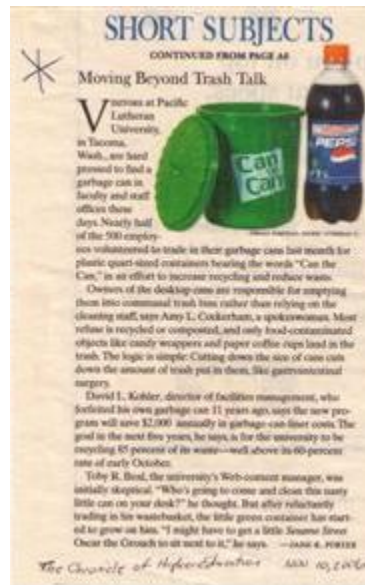 SHORT SUBJECTS
CONTINUED FROM PAGE A6
Moving Beyond Trash Talk
Visitors at Pacific
Lutheran
University,
in Tacoma,
Wash., are hard
pressed to find a
garbage can in
faculty and staff
offices these
days. Nearly half
of the 500 employ-
ees volunteered to trade in their garbage cans last month for
plastic quart-sized containers bearing the words "Can the
Can," in an effort to increase recycling and reduce waste.
Owners of the desktop cans are responsible for emptying
them into communal trash bins rather than relying on the
cleaning staff, says Amy L. Cockerham, a spokeswoman. Most
refuse is recycled or composted, and only food-contaminated
objects like candy wrappers and paper coffee cups land in the
trash. The logic is simple: Cutting down the size of cans cuts
down the amount of trash put in them, like gastrointestinal
surgery.
David L. Kohler, director of facilities management, who
forfeited his own garbage can 11 years ago, says the new pro-
gram will save $2,000 annually in garbage-can-liner costs. The
goal in the next five years, he says, is for the university to be
recycling 85 percent of its waste—well above its 60-percent
rate of early October.
Toby R. Beal, the university's Web-content manager, was
initially skeptical. "Who's going to come and clean this nasty
little can on your desk?" he thought. But after reluctantly
trading in his wastebasket, the little green container has start-
ed to grow on him. "I might have to get a little Sesame Street
Oscar the Grouch to sit next to it," he says. —JANE R. PORTER
Can
the
Can
PEPSI
The Chronicle of Higher Education Nov 10, 2006